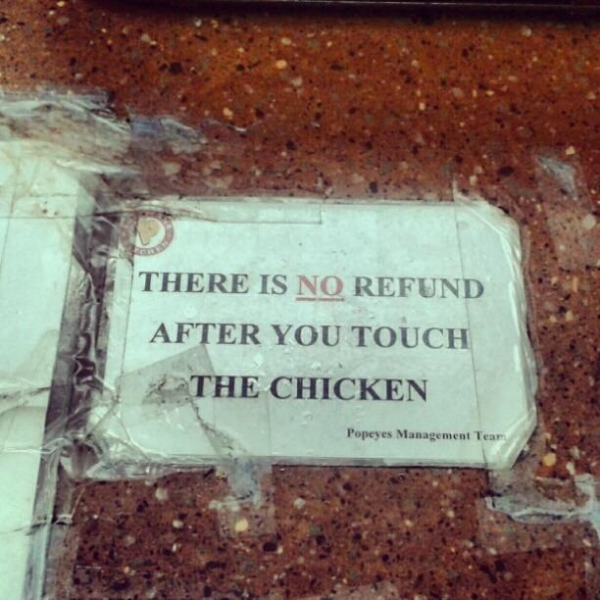 THERE IS NO REFUND
AFTER YOU TOUCH
THE CHICKEN
Popeyes Management Team